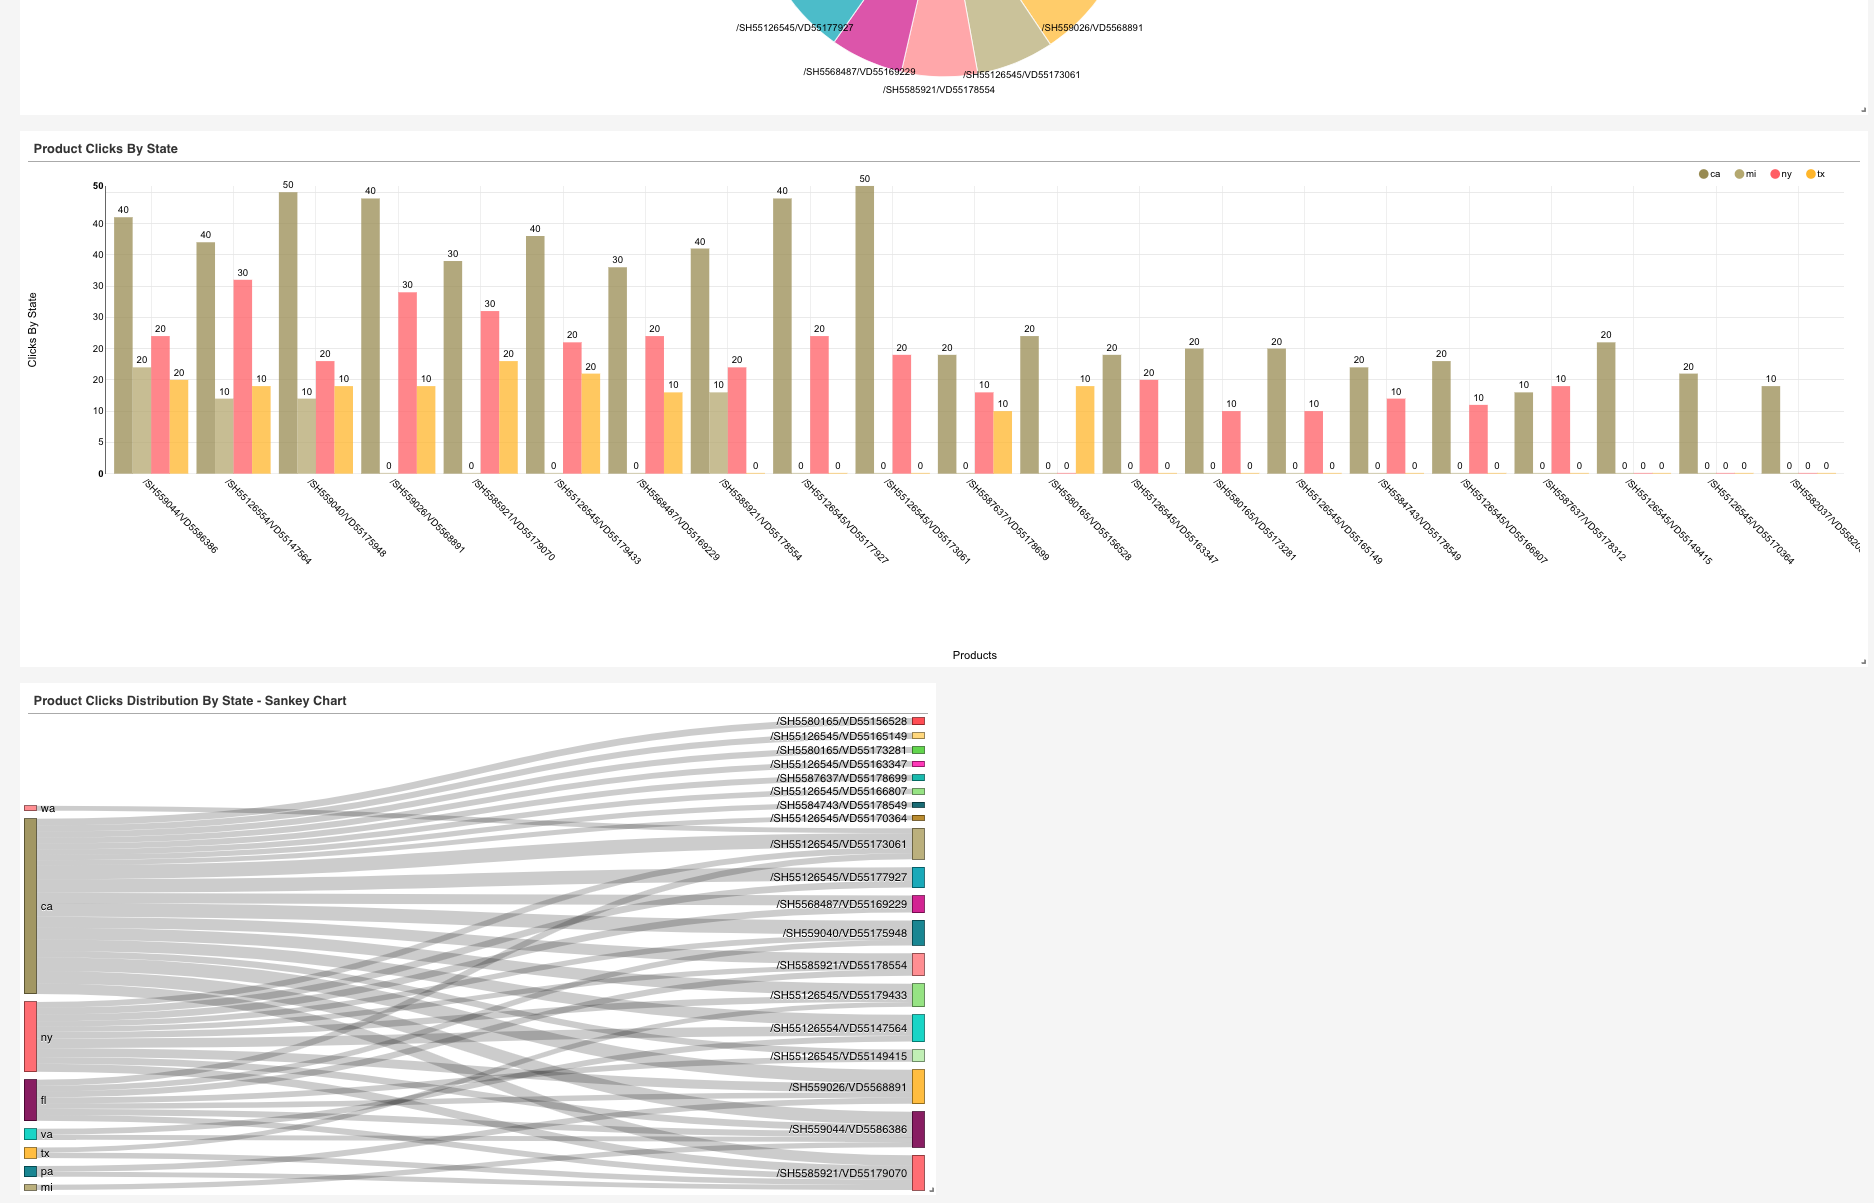 /SH55126545/VD55177927
/SH559026/VD5568891
/SH5568487/VD55169229
/SH55126545/VD55173061
/SH5585921/VD55178554
Product Clicks By State
ca mi ny tx
Clicks By State
50
40
40
30
30
20
20
10
5
0
40 20 20 20
40 10 30 10
50 10 20 10
40 0 30 10
30 0 30 20
40 0 20 20
30 0 20 10
40 10 20 0
40 0 20 0
50 0 20 0
20 0 10 10
20 0 0 10
20 0 20 0
20 0 10 0
20 0 10 0
20 0 10 0
20 0 10 0
10 0 10 0
20 0 0 0
20 0 0 0
10 0 0 0
/SH559044/VD5586386
/SH55126554/VD55147564
/SH559040/VD55175948
/SH559026/VD5568891
/SH5585921/VD55179070
/SH55126545/VD55179433
/SH5568487/VD55169229
/SH5585921/VD55178554
/SH55126545/VD55177927
/SH55126545/VD55173061
/SH5587637/VD55178699
/SH5580165/VD55156528
/SH55126545/VD55163347
/SH5580165/VD55173281
/SH55126545/VD55165149
/SH5584743/VD55178549
/SH55126545/VD55166807
/SH5587637/VD55178312
/SH55126545/VD55149415
/SH55126545/VD55170364
Products
Product Clicks Distribution By State - Sankey Chart
wa
ca
ny
fl
va
tx
pa
mi
/SH5580165/VD55156528
/SH55126545/VD55165149
/SH5580165/VD55173281
/SH55126545/VD55163347
/SH5587637/VD55178699
/SH55126545/VD55166807
/SH5584743/VD55178549
/SH55126545/VD55170364
/SH55126545/VD55173061
/SH55126545/VD55177927
/SH5568487/VD55169229
/SH559040/VD55175948
/SH5585921/VD55178554
/SH55126545/VD55179433
/SH55126554/VD55147564
/SH55126545/VD55149415
/SH559026/VD5568891
/SH559044/VD5586386
/SH5585921/VD55179070